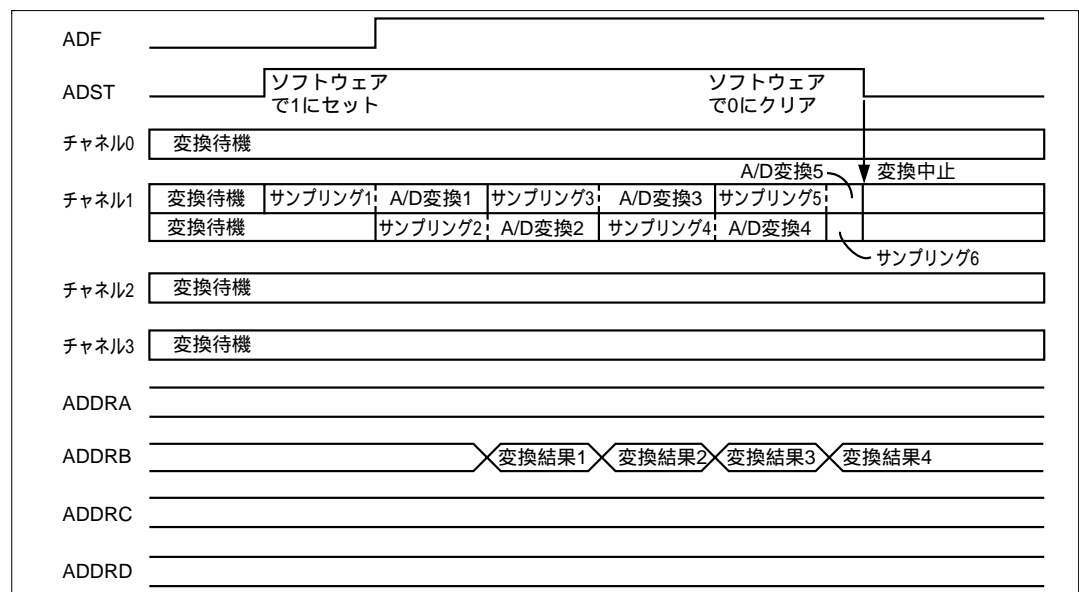 ADF
ADST
ソフトウェア
で1にセット
ソフトウェア
で0にクリア
チャネル0
変換待機
A/D変換5
変換中止
チャネル1
変換待機
サンプリング1
A/D変換1
サンプリング3
A/D変換3
サンプリング5
変換待機
サンプリング2
A/D変換2
サンプリング4
A/D変換4
サンプリング6
チャネル2
変換待機
チャネル3
変換待機
ADDRA
ADDRB
変換結果1
変換結果2
変換結果3
変換結果4
ADDRC
ADDRD